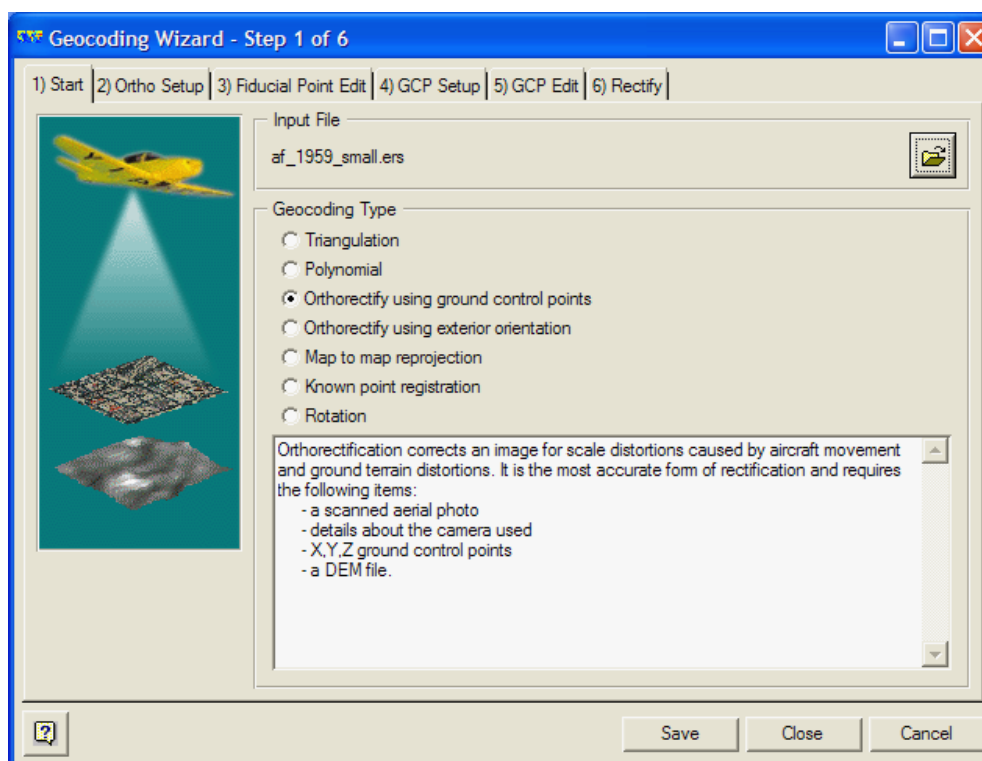 Geocoding Wizard - Step 1 of 6
1) Start 2) Ortho Setup 3) Fiducial Point Edit 4) GCP Setup 5) GCP Edit 6) Rectify
Input File
af_1959_small.ers
Geocoding Type
Triangulation
Polynomial
Orthorectify using ground control points
Orthorectify using exterior orientation
Map to map reprojection
Known point registration
Rotation
Orthorectification corrects an image for scale distortions caused by aircraft movement
and ground terrain distortions. It is the most accurate form of rectification and requires
the following items:
- a scanned aerial photo
- details about the camera used
- X,Y,Z ground control points
- a DEM file.
Save Close Cancel